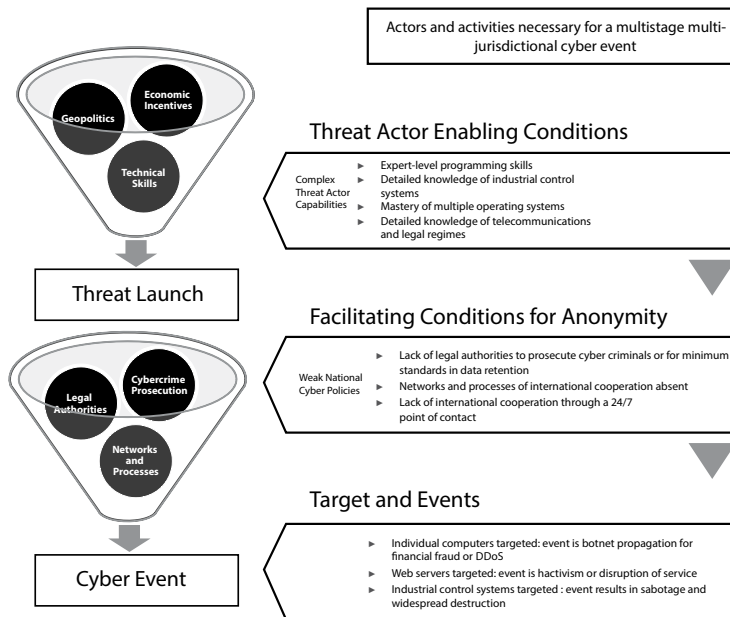 Actors and activities necessary for a multistage multi-
jurisdictional cyber event
Economic
Incentives
Geopolitics
Technical
Skills
Threat Launch
Threat Actor Enabling Conditions
Complex
Threat Actor
Capabilities
► Expert-level programming skills
► Detailed knowledge of industrial control
systems
► Mastery of multiple operating systems
► Detailed knowledge of telecommunications
and legal regimes
Facilitating Conditions for Anonymity
Cybercrime
Prosecution
Legal
Authorities
Networks
and
Processes
Weak National
Cyber Policies
► Lack of legal authorities to prosecute cyber criminals or for minimum
standards in data retention
► Networks and processes of international cooperation absent
► Lack of international cooperation through a 24/7
point of contact
Cyber Event
Target and Events
► Individual computers targeted: event is botnet propagation for
financial fraud or DDoS
► Web servers targeted: event is hactivism or disruption of service
► Industrial control systems targeted : event results in sabotage and
widespread destruction